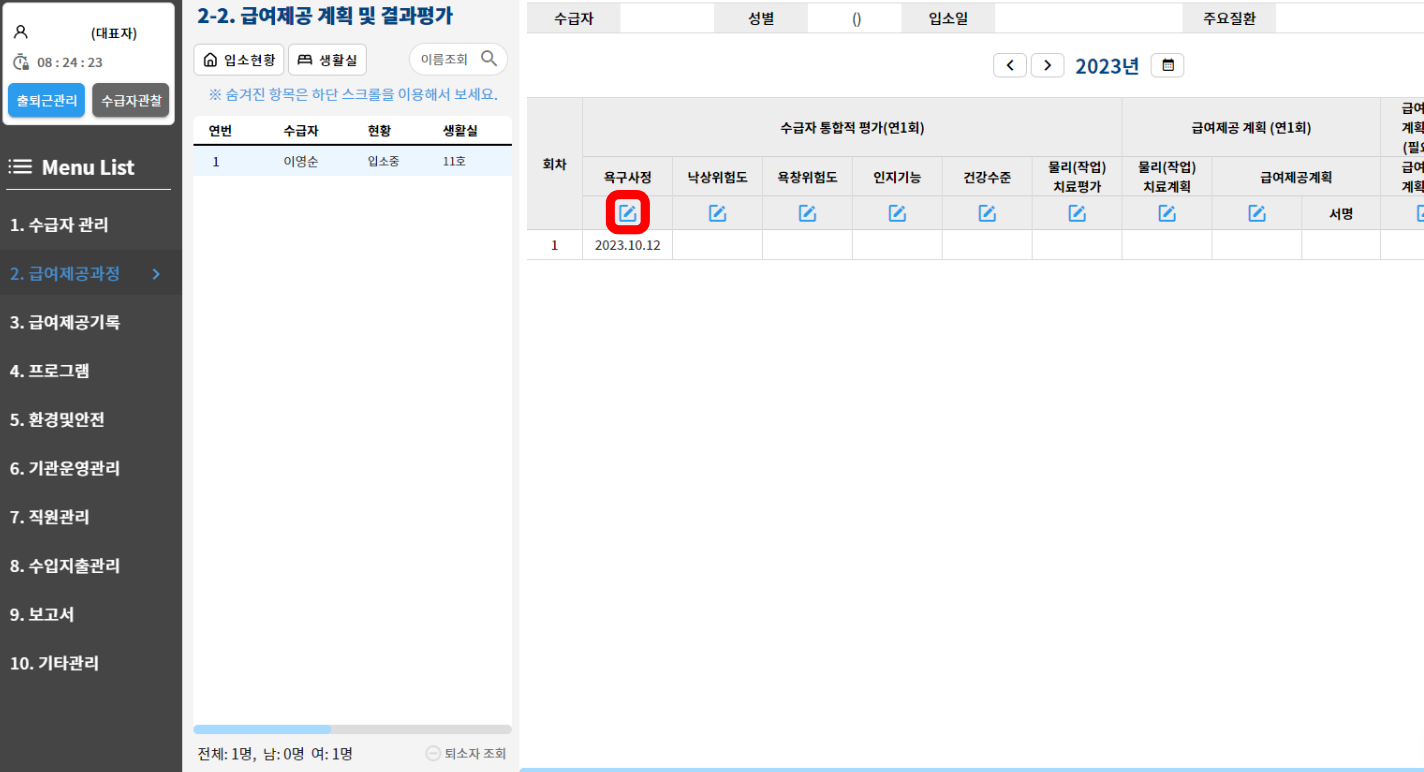 (대표자)
08 : 24 : 23
출퇴근관리 수급자관찰
Menu List
1. 수급자 관리
2. 급여제공과정
3. 급여제공기록
4. 프로그램
5. 환경및안전
6. 기관운영관리
7. 직원관리
8. 수입지출관리
9. 보고서
10. 기타관리
2-2. 급여제공 계획 및 결과평가
입소현황 생활실 이름조회
※ 숨겨진 항목은 하단 스크롤을 이용해서 보세요.
연번 수급자 현황 생활실
1 이영순 입소중 11호
전체: 1명, 남: 0명 여: 1명 퇴소자 조회
수급자 성별 () 입소일 주요질환
2023년
회차 수급자 통합적 평가(연1회) 급여제공 계획 (연1회) 급여
계획
욕구사정 낙상위험도 욕창위험도 인지기능 건강수준 물리(작업)
치료평가 물리(작업)
치료계획 급여제공계획 급여
계획
서명
1 2023.10.12